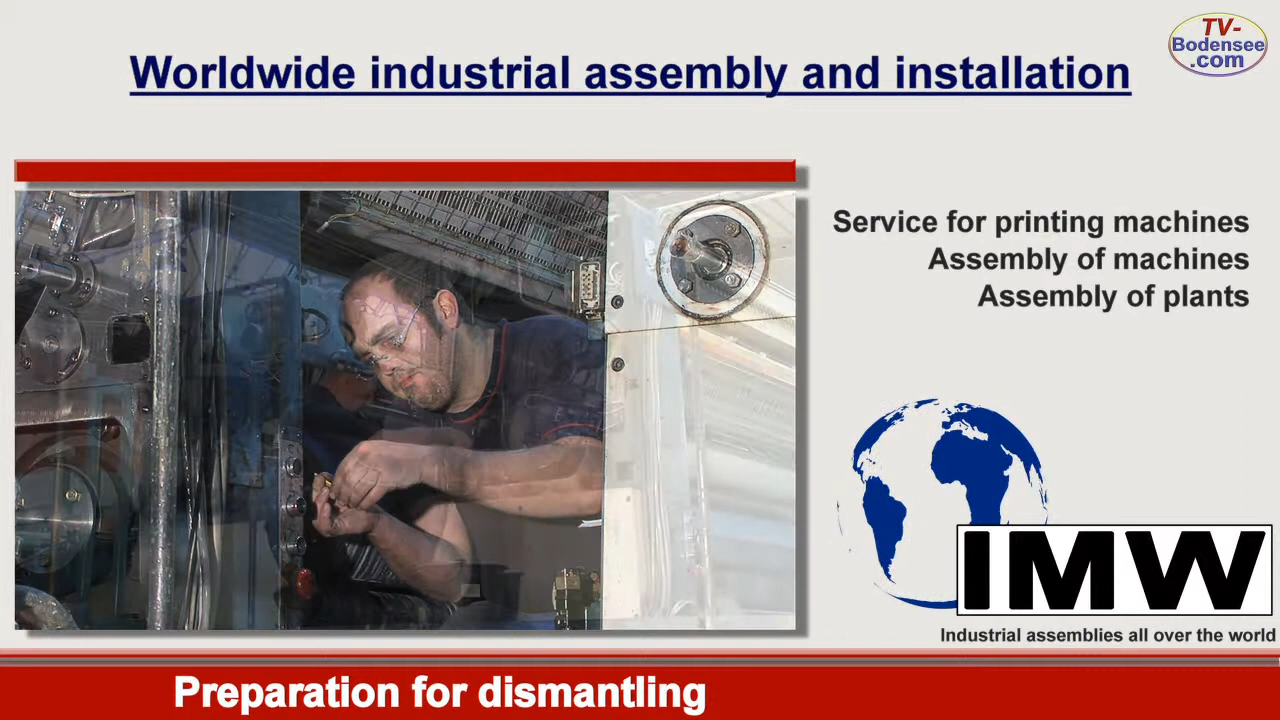 TV-
Bodensee
.com
Worldwide industrial assembly and installation
Service for printing machines
Assembly of machines
Assembly of plants
IMW
Industrial assemblies all over the world
Preparation for dismantling